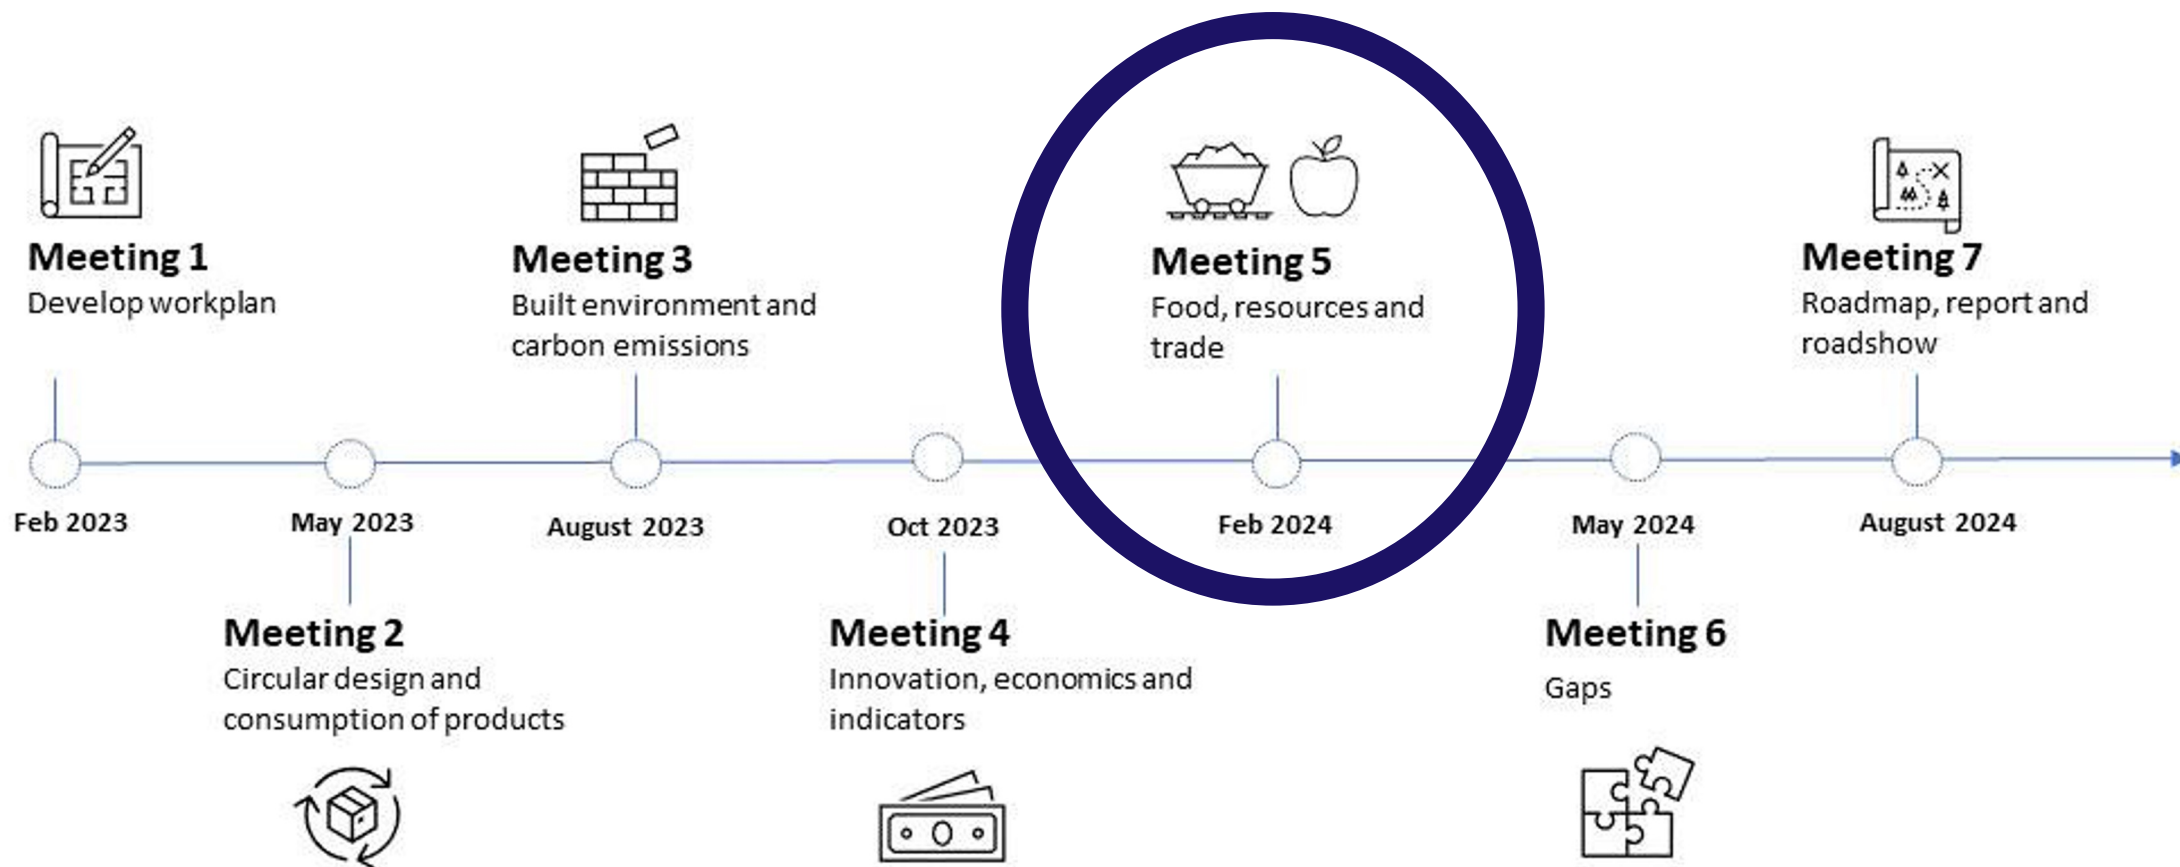 Meeting 1
Develop workplan
Meeting 3
Built environment and
carbon emissions
Meeting 5
Food, resources and
trade
Meeting 7
Roadmap, report and
roadshow
Feb 2023
May 2023
August 2023
Oct 2023
Feb 2024
May 2024
August 2024
Meeting 2
Circular design and
consumption of products
Meeting 4
Innovation, economics and
indicators
Meeting 6
Gaps